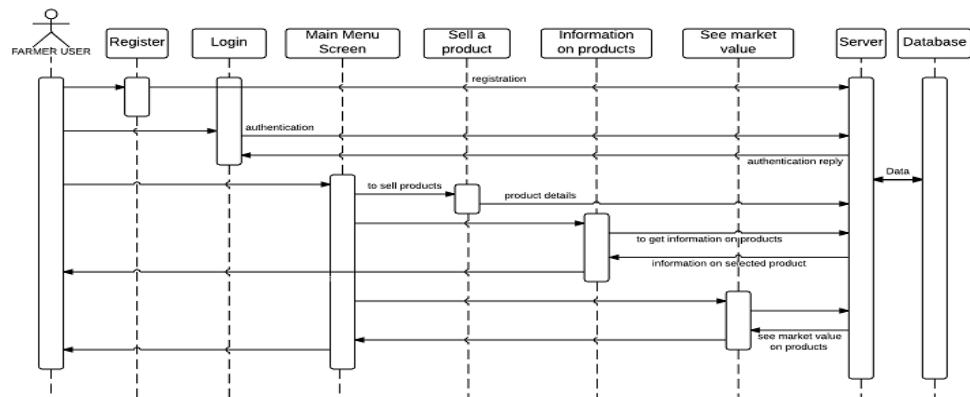 FARMER USER
Register
Login
Main Menu
Screen
Sell a
product
Information
on products
See market
value
Server
Database
registration
authentication
authentication reply
Data
to sell products
product details
to get information on products
information on selected product
see market value
on products